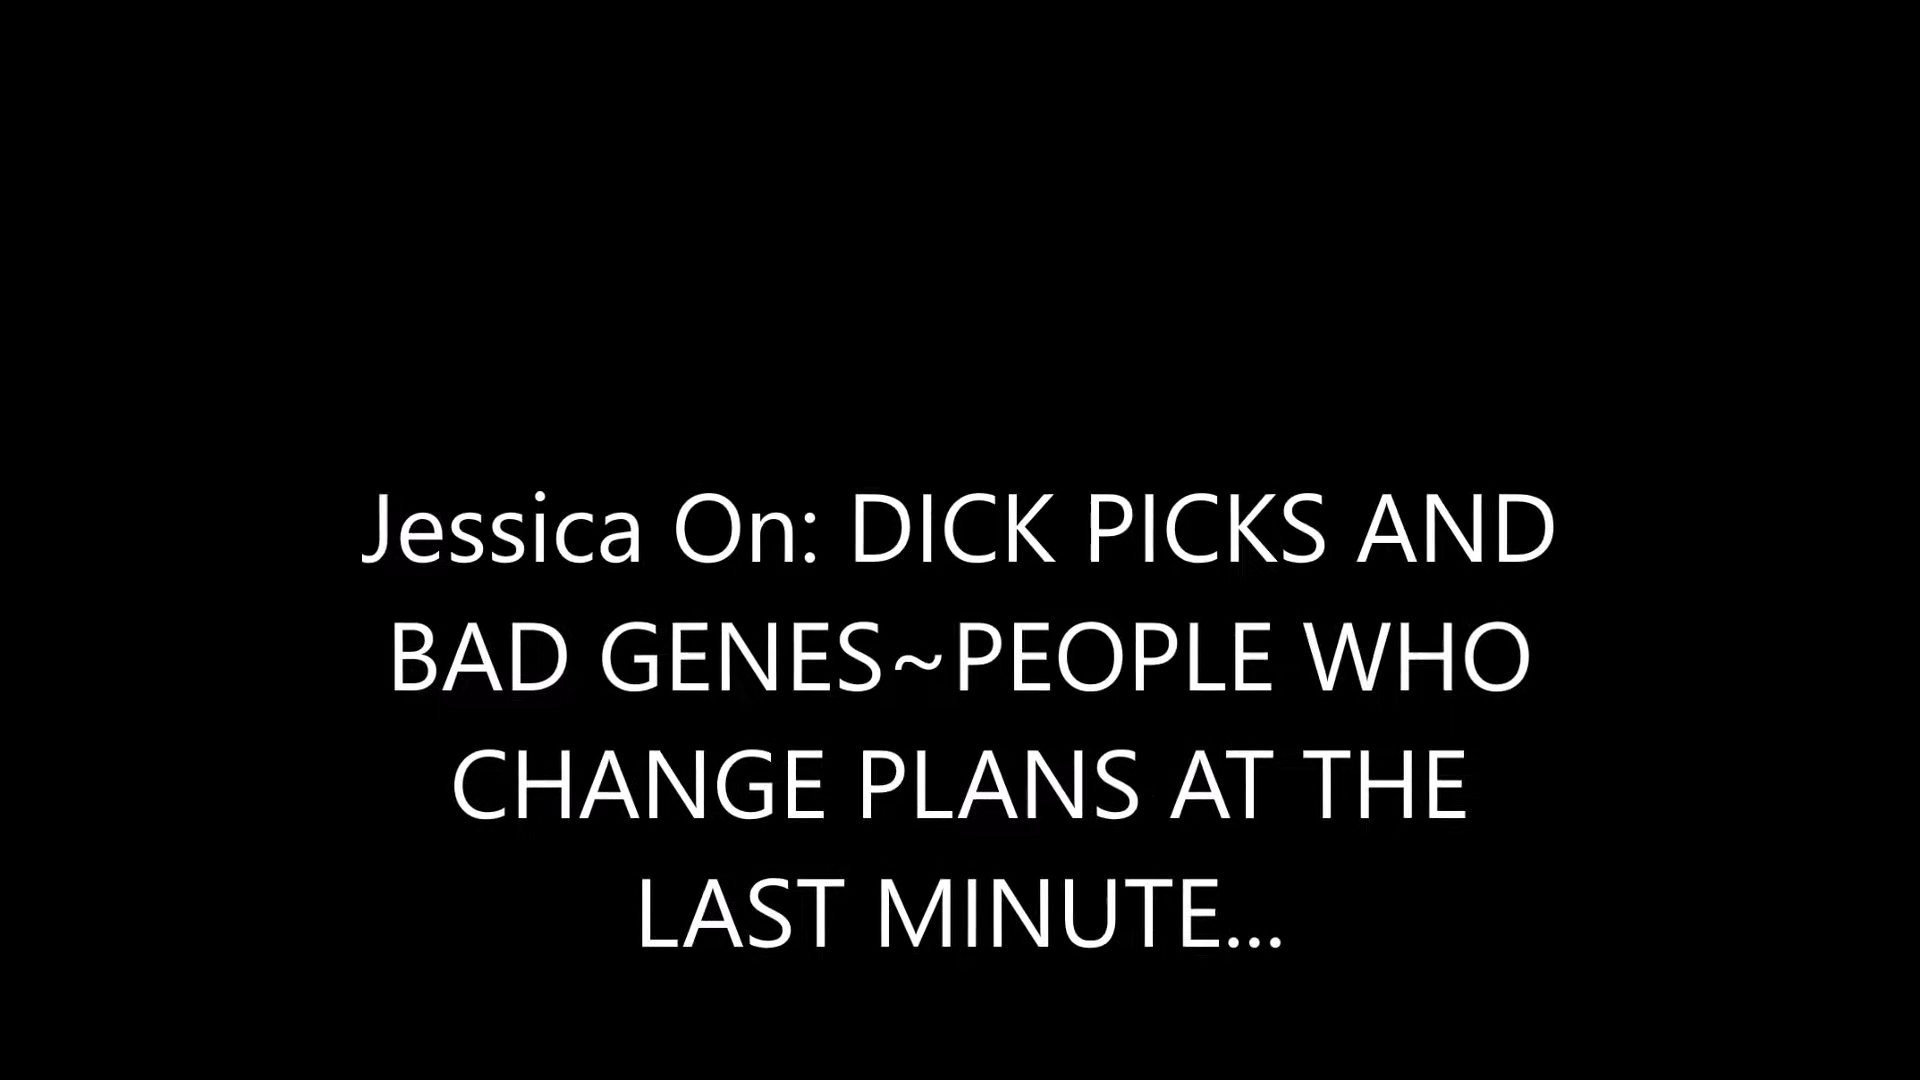 Jessica On: DICK PICKS AND
BAD GENES~PEOPLE WHO
CHANGE PLANS AT THE
LAST MINUTE...